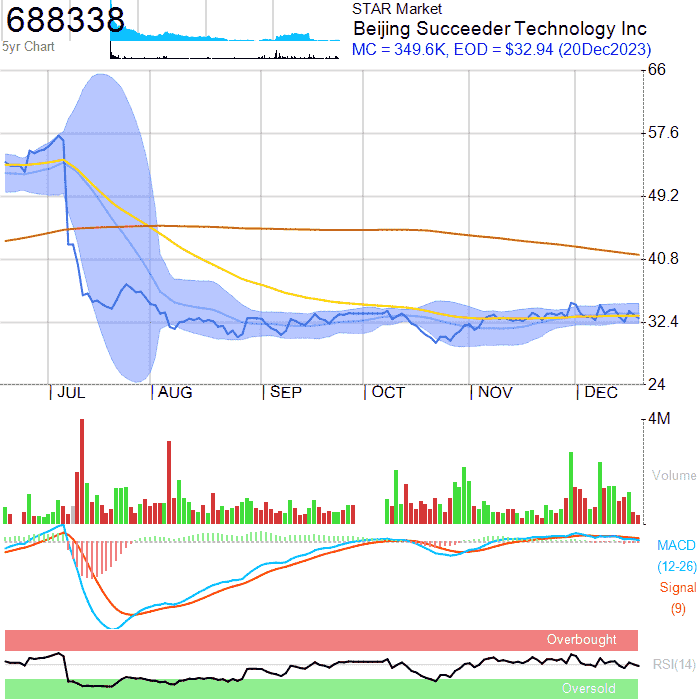 688338
5yr Chart
STAR Market
Beijing Succeeder Technology Inc
MC = 349.6K, EOD = $32.94 (20Dec2023)
66
57.6
49.2
40.8
32.4
24
JUL AUG SEP OCT NOV DEC
4M
Volume
MACD
(12-26)
Signal
(9)
Overbought
RSI(14)
Oversold